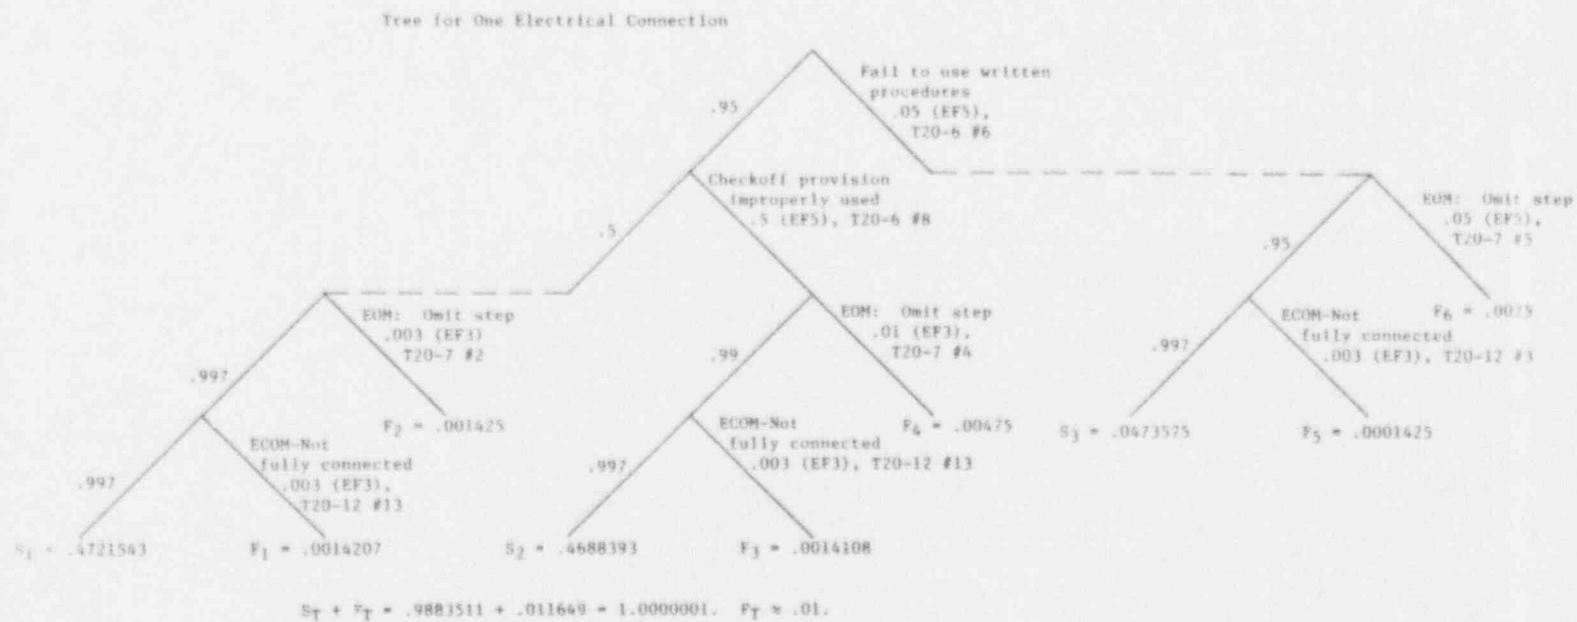 Tree for One Electrical Connection
Fail to use written
procedures
.05 (EF5),
T20-6 #6
.95
Checkoff provision
improperly used
.5 (EF5), T20-6 #8
.5
EOM: Omit step
.05 (EF5),
T20-7 #5
.95
EOM: Omit step
.003 (EF3)
T20-7 #2
.997
EOM: Omit step
.01 (EF3),
T20-7 #4
.99
ECOM-Not
fully connected
.003 (EF3), T20-12 #3
.997
F6 = .0025
F2 = .001425
ECOM-Not
fully connected
.003 (EF3),
T20-12 #13
.997
ECOM-Not
fully connected
.003 (EF3), T20-12 #13
.997
F4 = .00475
S3 = .0473575
F5 = .0001425
S1 = .4721543
F1 = .0014207
S2 = .4688393
F3 = .0014108
ST + FT = .9883511 + .011649 = 1.0000001. FT ≈ .01.